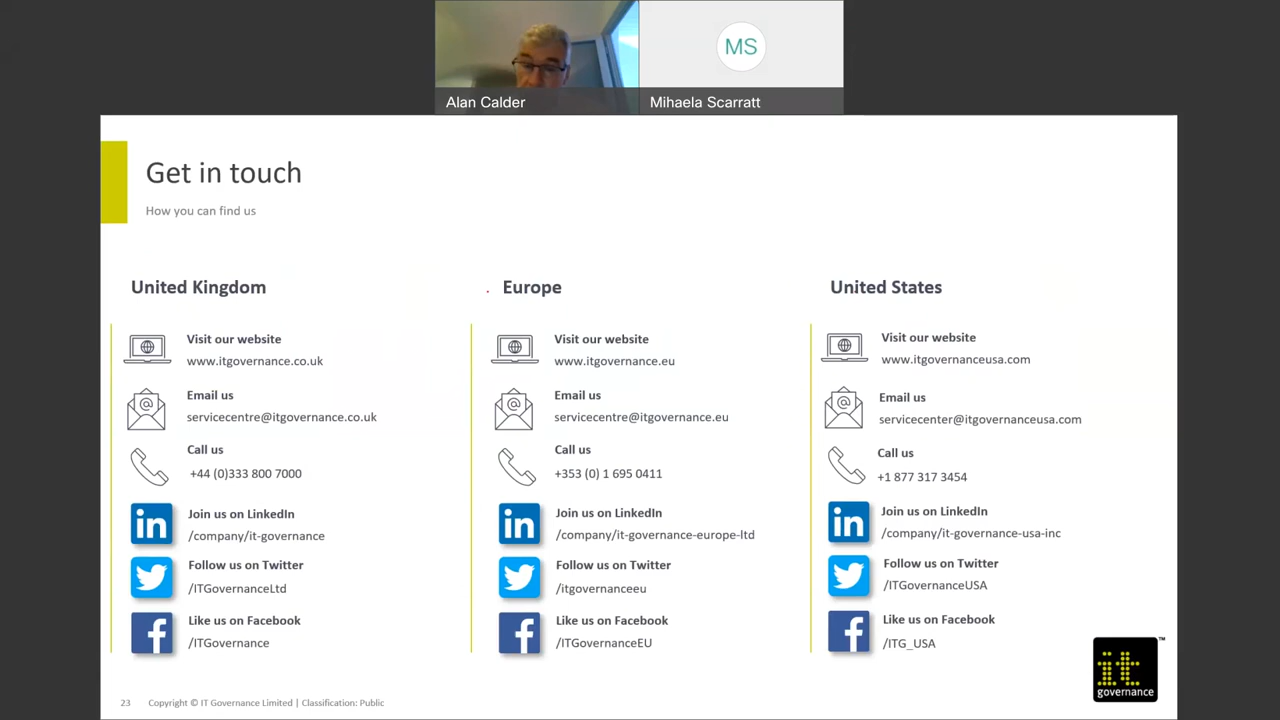 MS
Alan Calder
Mihaela Scarratt
Get in touch
How you can find us
United Kingdom
Visit our website
www.itgovernance.co.uk
Email us
servicecentre@itgovernance.co.uk
Call us
+44 (0)333 800 7000
Join us on LinkedIn
/company/it-governance
Follow us on Twitter
/ITGovernanceLtd
Like us on Facebook
/ITGovernance
Europe
Visit our website
www.itgovernance.eu
Email us
servicecentre@itgovernance.eu
Call us
+353 (0) 1 695 0411
Join us on LinkedIn
/company/it-governance-europe-ltd
Follow us on Twitter
/itgovernanceeu
Like us on Facebook
/ITGovernanceEU
United States
Visit our website
www.itgovernanceusa.com
Email us
servicecenter@itgovernanceusa.com
Call us
+1 877 317 3454
Join us on LinkedIn
/company/it-governance-usa-inc
Follow us on Twitter
/ITGovernanceUSA
Like us on Facebook
/ITG_USA
it
governance
™
23
Copyright © IT Governance Limited | Classification: Public